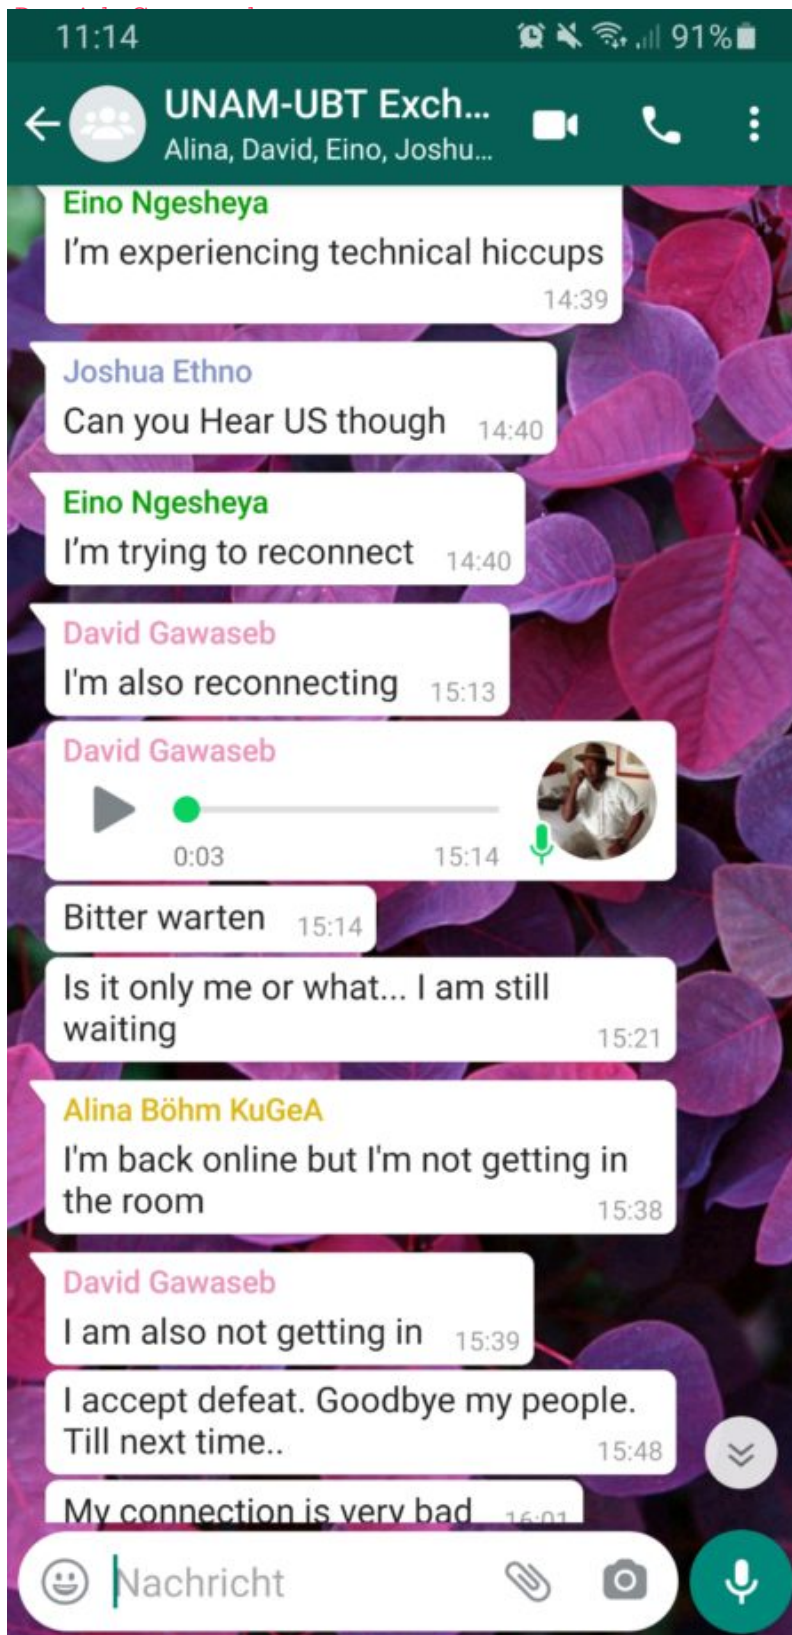 11:14 91%
UNAM-UBT Exch...
Alina, David, Eino, Joshu...
Eino Ngesheya
I’m experiencing technical hiccups
14:39
Joshua Ethno
Can you Hear US though 14:40
Eino Ngesheya
I’m trying to reconnect 14:40
David Gawaseb
I'm also reconnecting 15:13
David Gawaseb
0:03 15:14
Bitter warten 15:14
Is it only me or what... I am still
waiting 15:21
Alina Böhm KuGeA
I'm back online but I'm not getting in
the room 15:38
David Gawaseb
I am also not getting in 15:39
I accept defeat. Goodbye my people.
Till next time.. 15:48
My connection is very bad 16:01
Nachricht